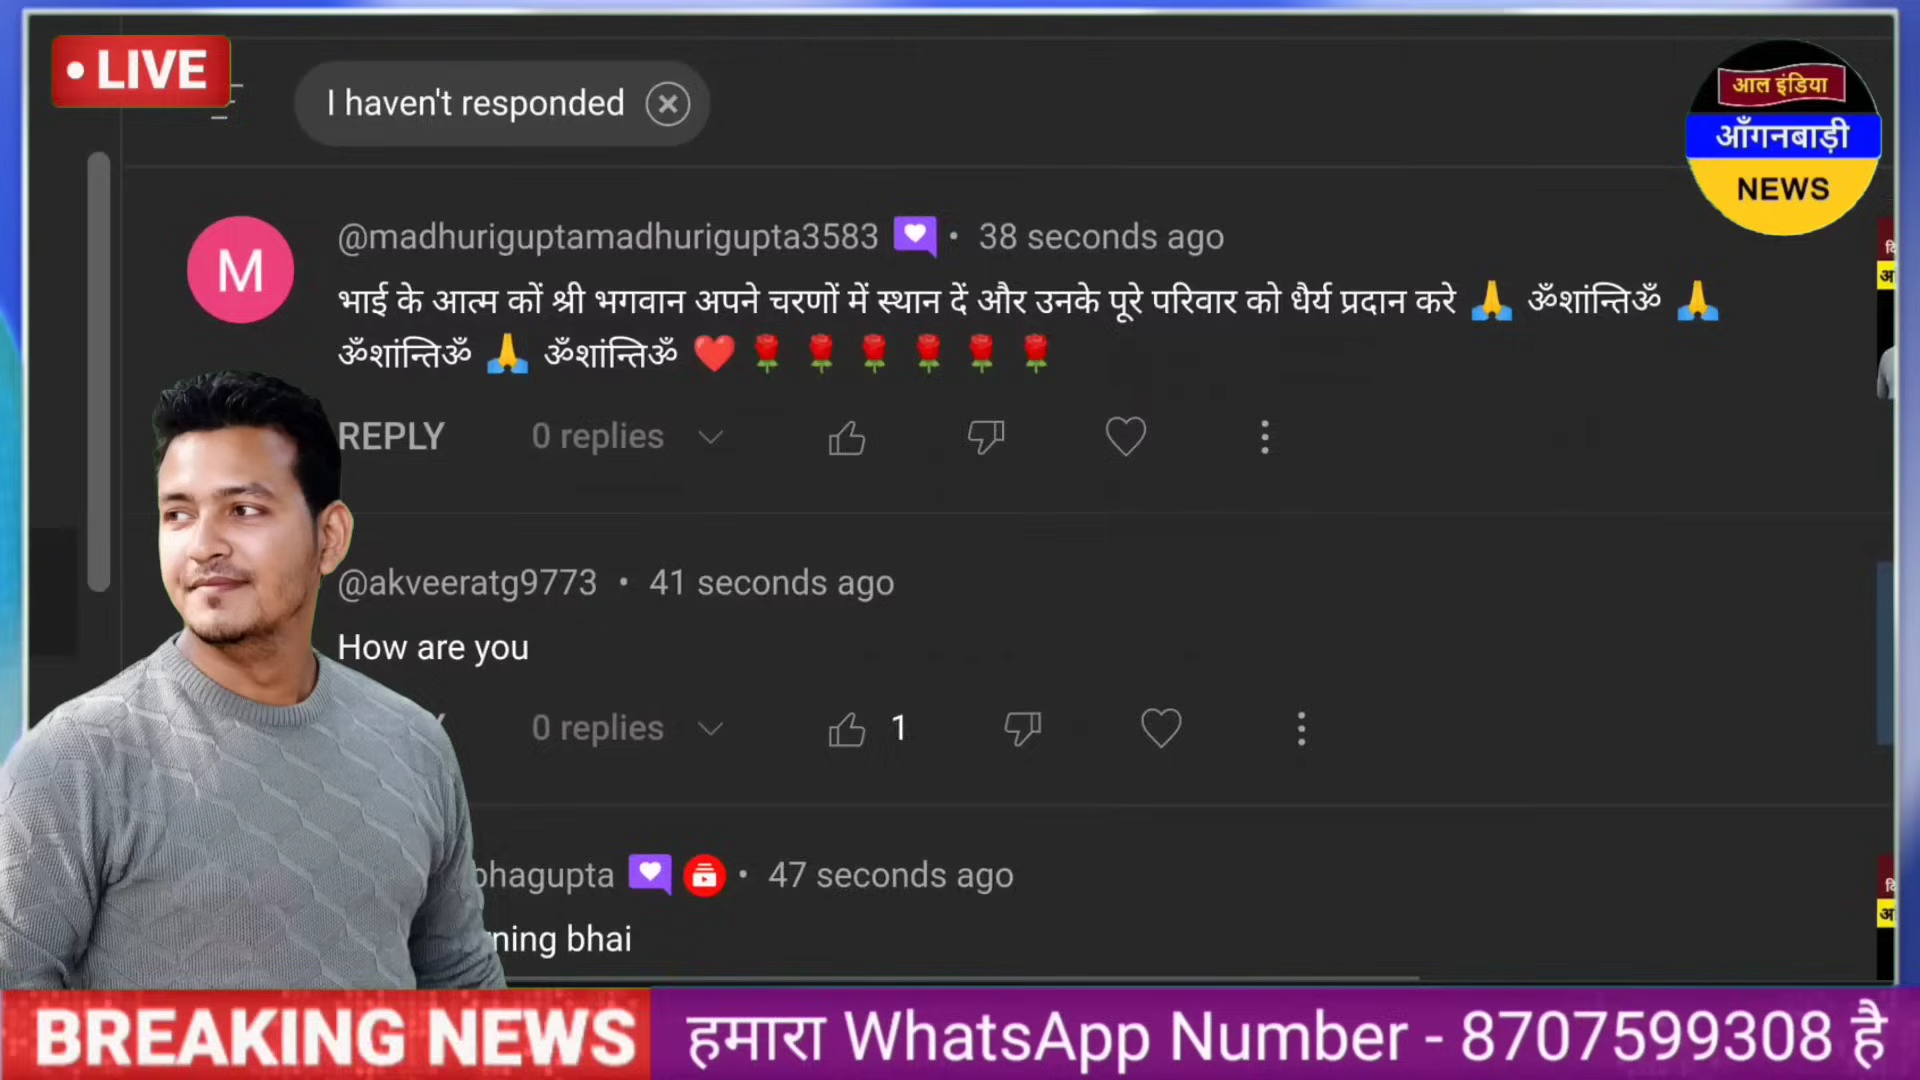 LIVE
I haven't responded
आल इंडिया
आँगनबाड़ी
NEWS
M
@madhuriguptamadhurigupta3583 • 38 seconds ago
भाई के आत्म कों श्री भगवान अपने चरणों में स्थान दें और उनके पूरे परिवार को धैर्य प्रदान करे 🙏 ॐशांन्तिॐ 🙏
ॐशांन्तिॐ 🙏 ॐशांन्तिॐ ❤️ 🌹 🌹 🌹 🌹 🌹 🌹
REPLY 0 replies
@akveeratg9773 • 41 seconds ago
How are you
0 replies 1
bhagupta • 47 seconds ago
ning bhai
BREAKING NEWS हमारा WhatsApp Number - 8707599308 है